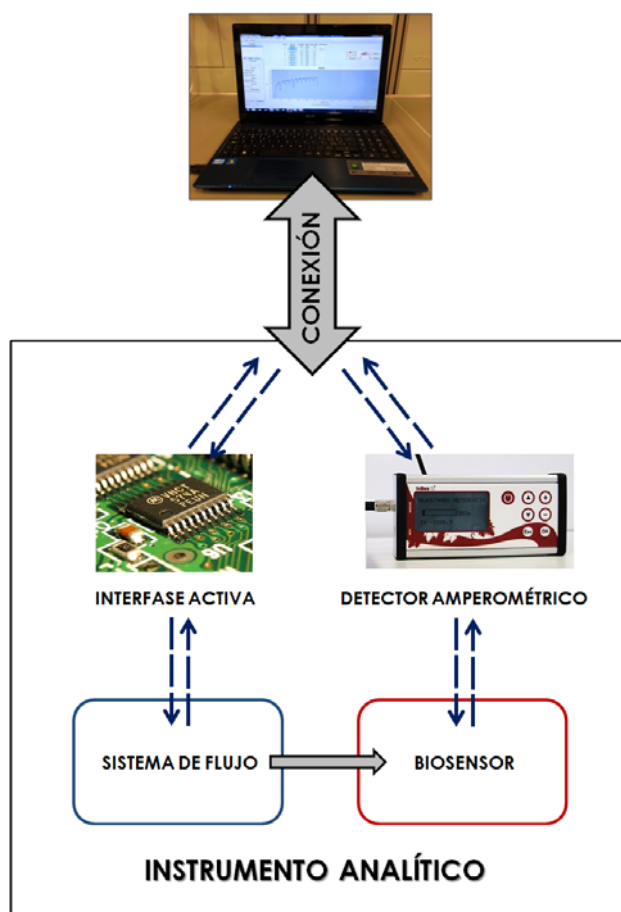 CONEXIÓN
INTERFASE ACTIVA
DETECTOR AMPEROMÉTRICO
SISTEMA DE FLUJO
BIOSENSOR
INSTRUMENTO ANALÍTICO